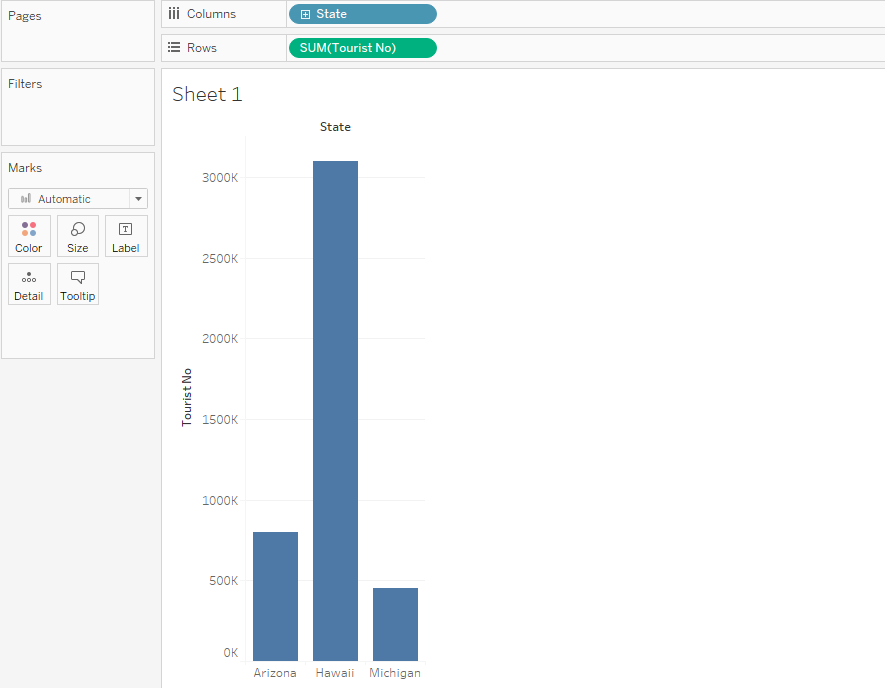 Pages
Columns
State
Rows
SUM(Tourist No)
Filters
Marks
Automatic
Color
Size
T
Label
Detail
Tooltip
Sheet 1
State
Tourist No
3000K
2500K
2000K
1500K
1000K
500K
0K
Arizona
Hawaii
Michigan